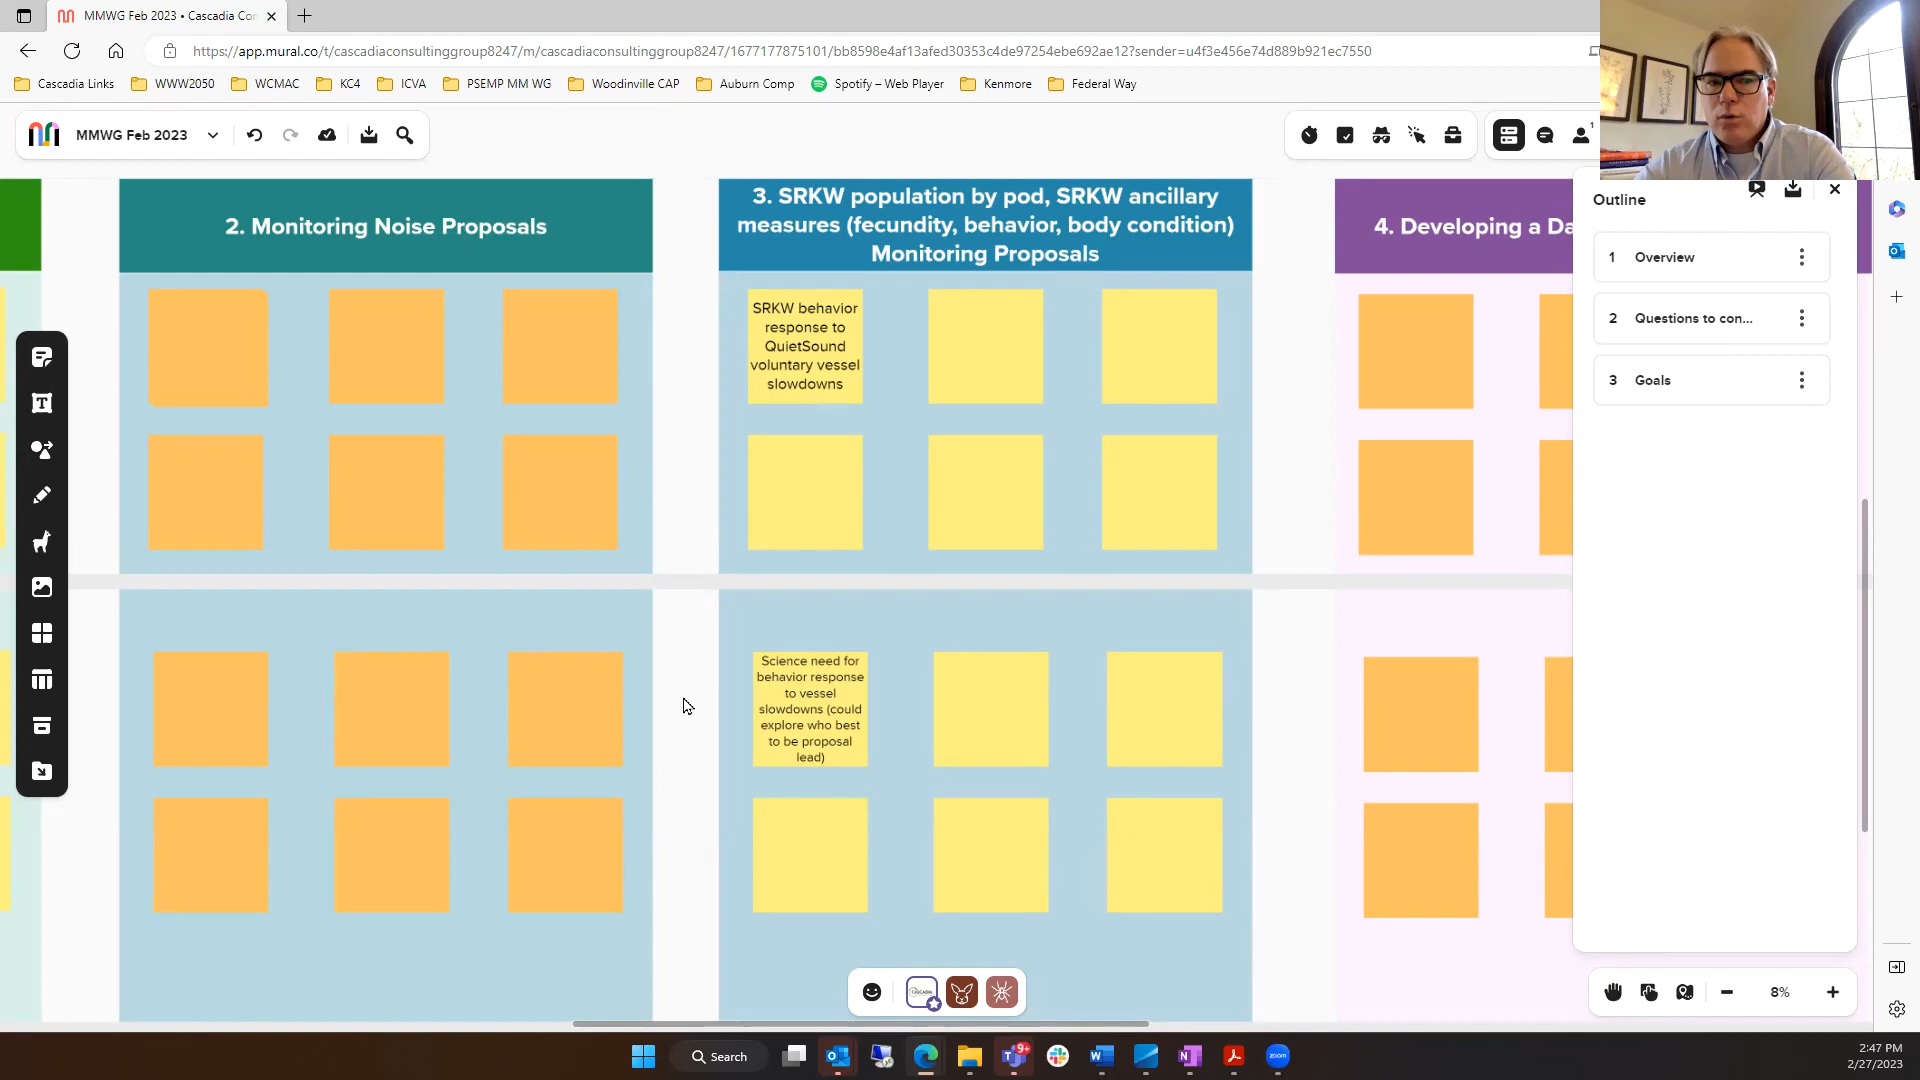 MMWG Feb 2023 • Cascadia Co
https://app.mural.co/t/cascadiaconsultinggroup8247/m/cascadiaconsultinggroup8247/1677177875101/bb8598e4af13afed30353c4de97254ebe692ae12?sender=u4f3e456e74d889b921ec7550
Cascadia Links WWW2050 WCMAC KC4 ICVA PSEMP MM WG Woodinville CAP Auburn Comp Spotify – Web Player Kenmore Federal Way
MMWG Feb 2023
1
2. Monitoring Noise Proposals
3. SRKW population by pod, SRKW ancillary
measures (fecundity, behavior, body condition)
Monitoring Proposals
4. Developing a Da
SRKW behavior
response to
QuietSound
voluntary vessel
slowdowns
Science need for
behavior response
to vessel
slowdowns (could
explore who best
to be proposal
lead)
Outline
1 Overview
2 Questions to con...
3 Goals
CASCADIA
8%
Search
9+
zoom
2:47 PM
2/27/2023